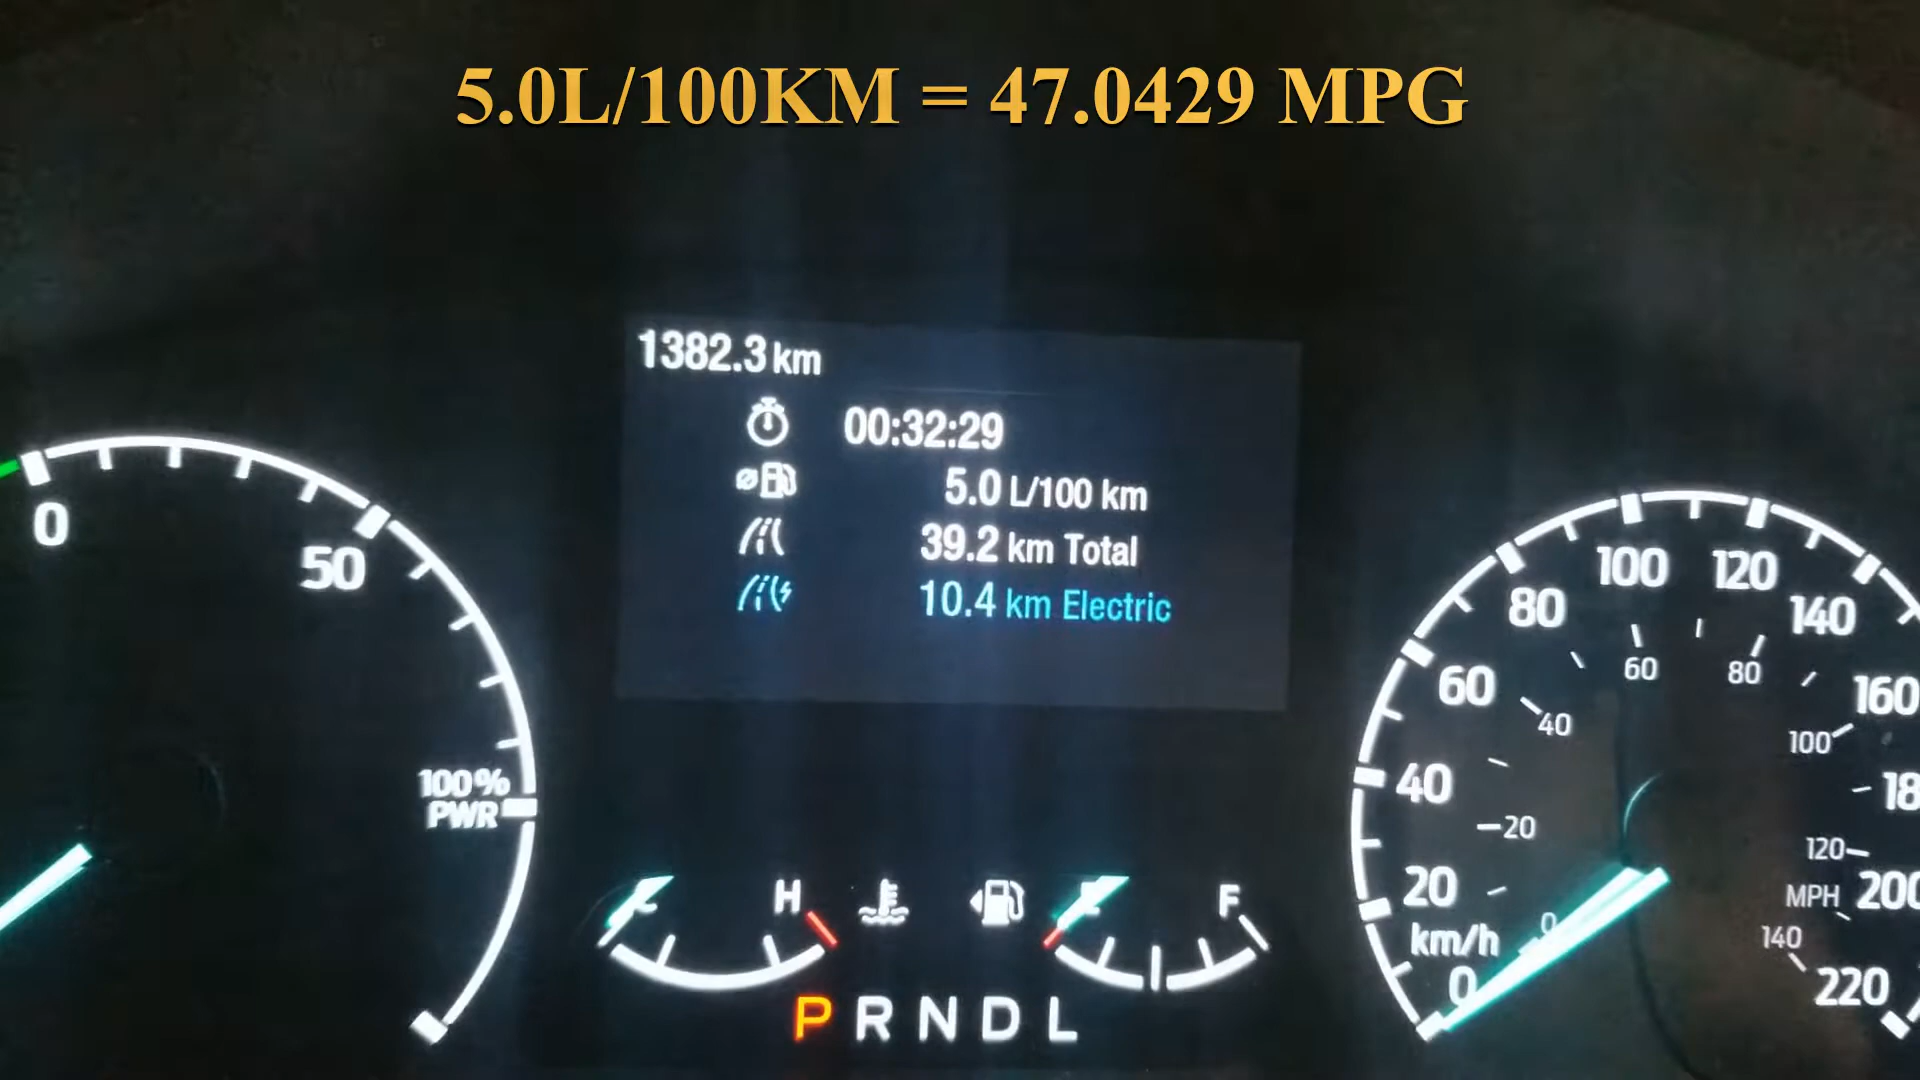 5.0L/100KM = 47.0429 MPG
1382.3 km
00:32:29
5.0 L/100 km
39.2 km Total
10.4 km Electric
0
50
100%
PWR
C H
E F
P R N D L
0
20
40
60
80
100
120
140
160
18
200
220
km/h
0
20
40
60
80
100
120
140
MPH